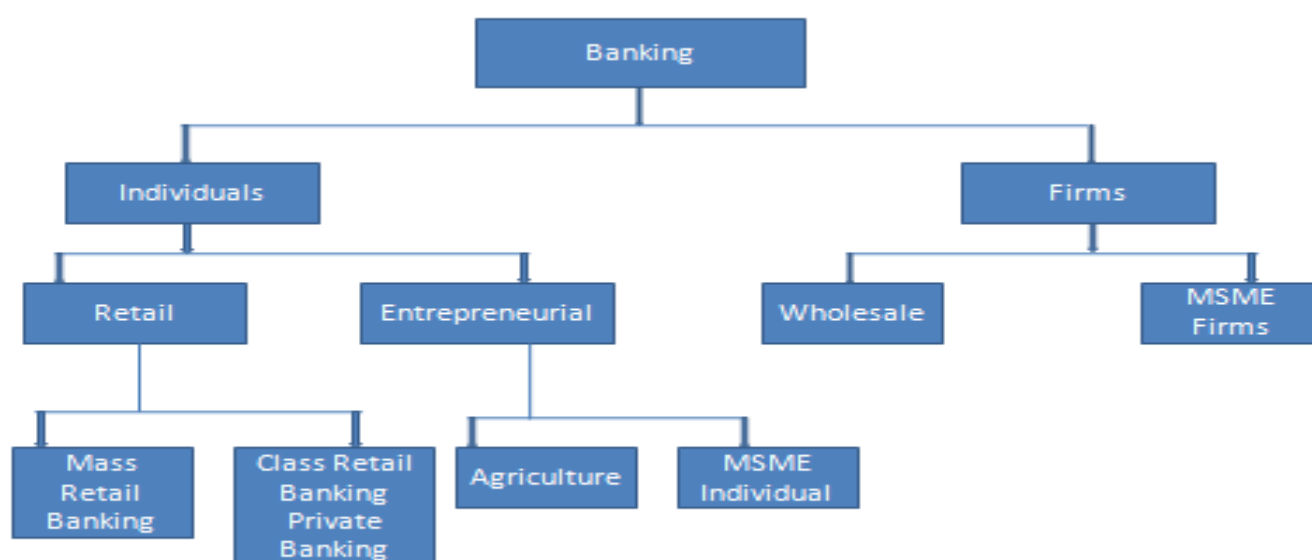 Banking
Individuals
Firms
Retail
Entrepreneurial
Wholesale
MSME
Firms
Mass
Retail
Banking
Class Retail
Banking
Private
Banking
Agriculture
MSME
Individual